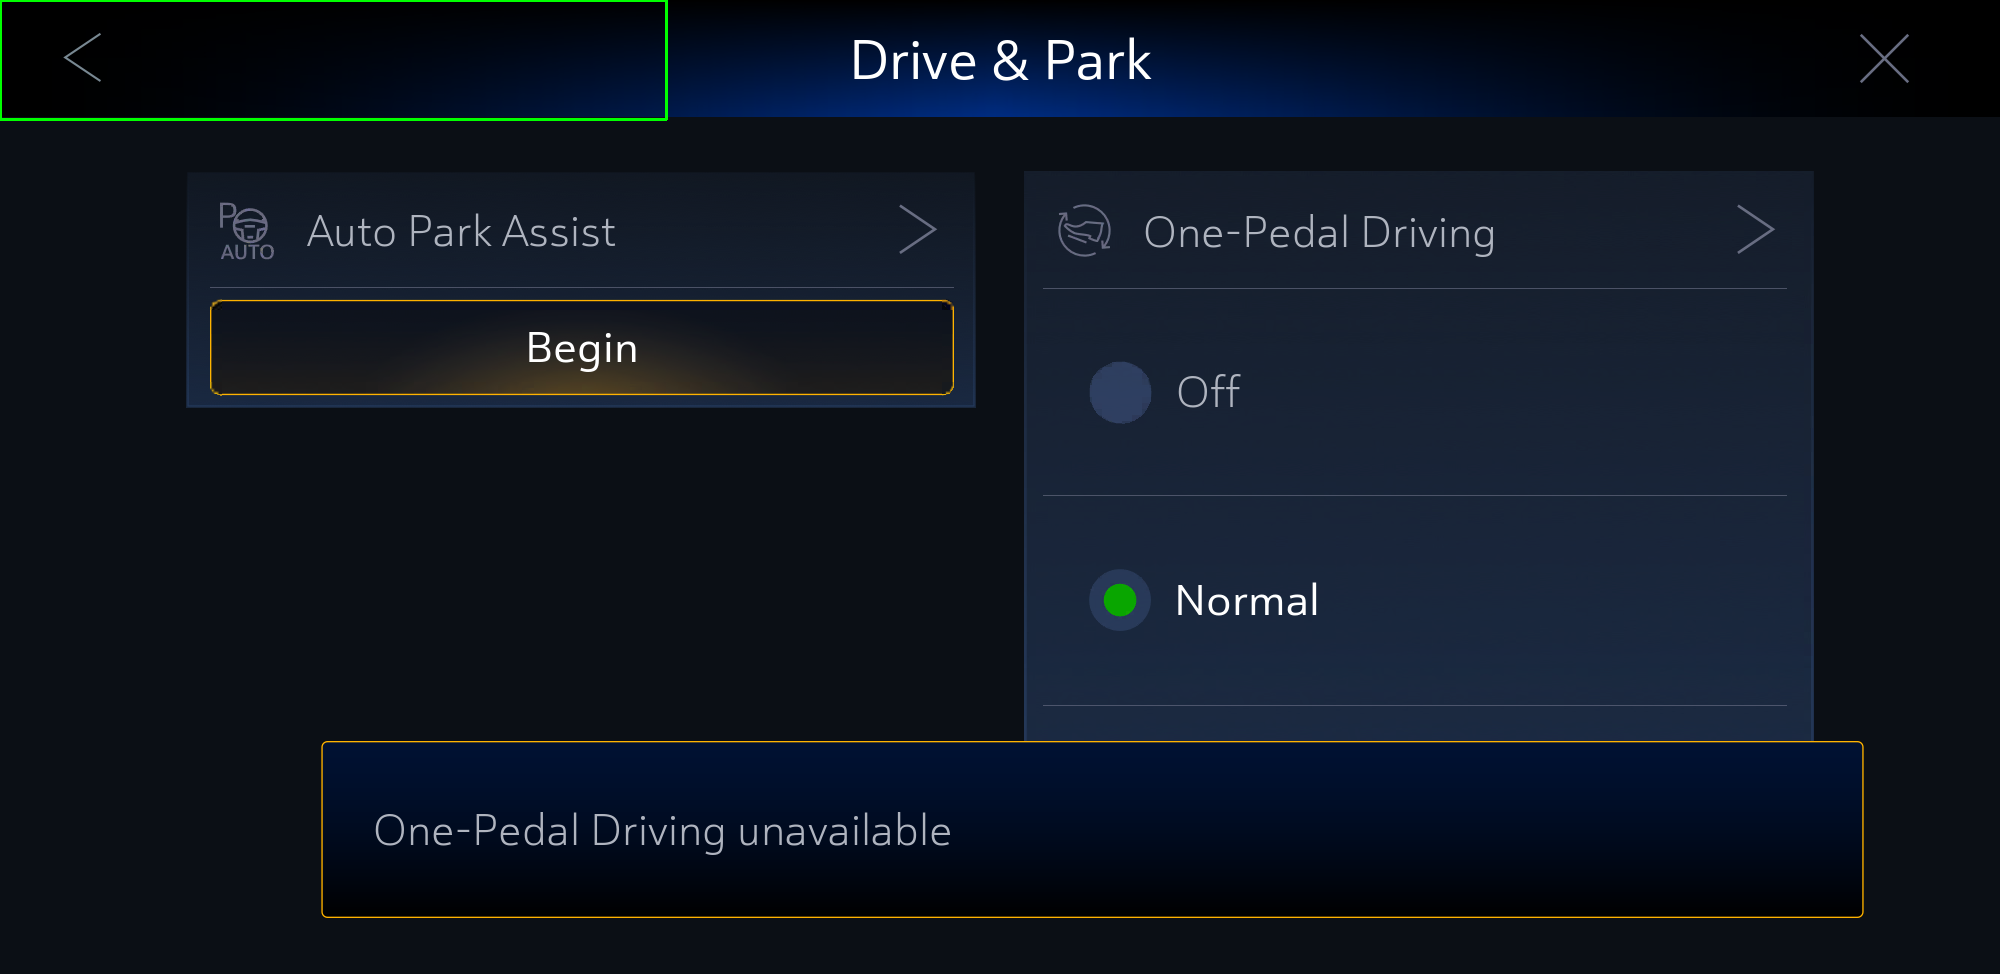 Drive & Park
P
AUTO
Auto Park Assist
Begin
One-Pedal Driving
Off
Normal
One-Pedal Driving unavailable